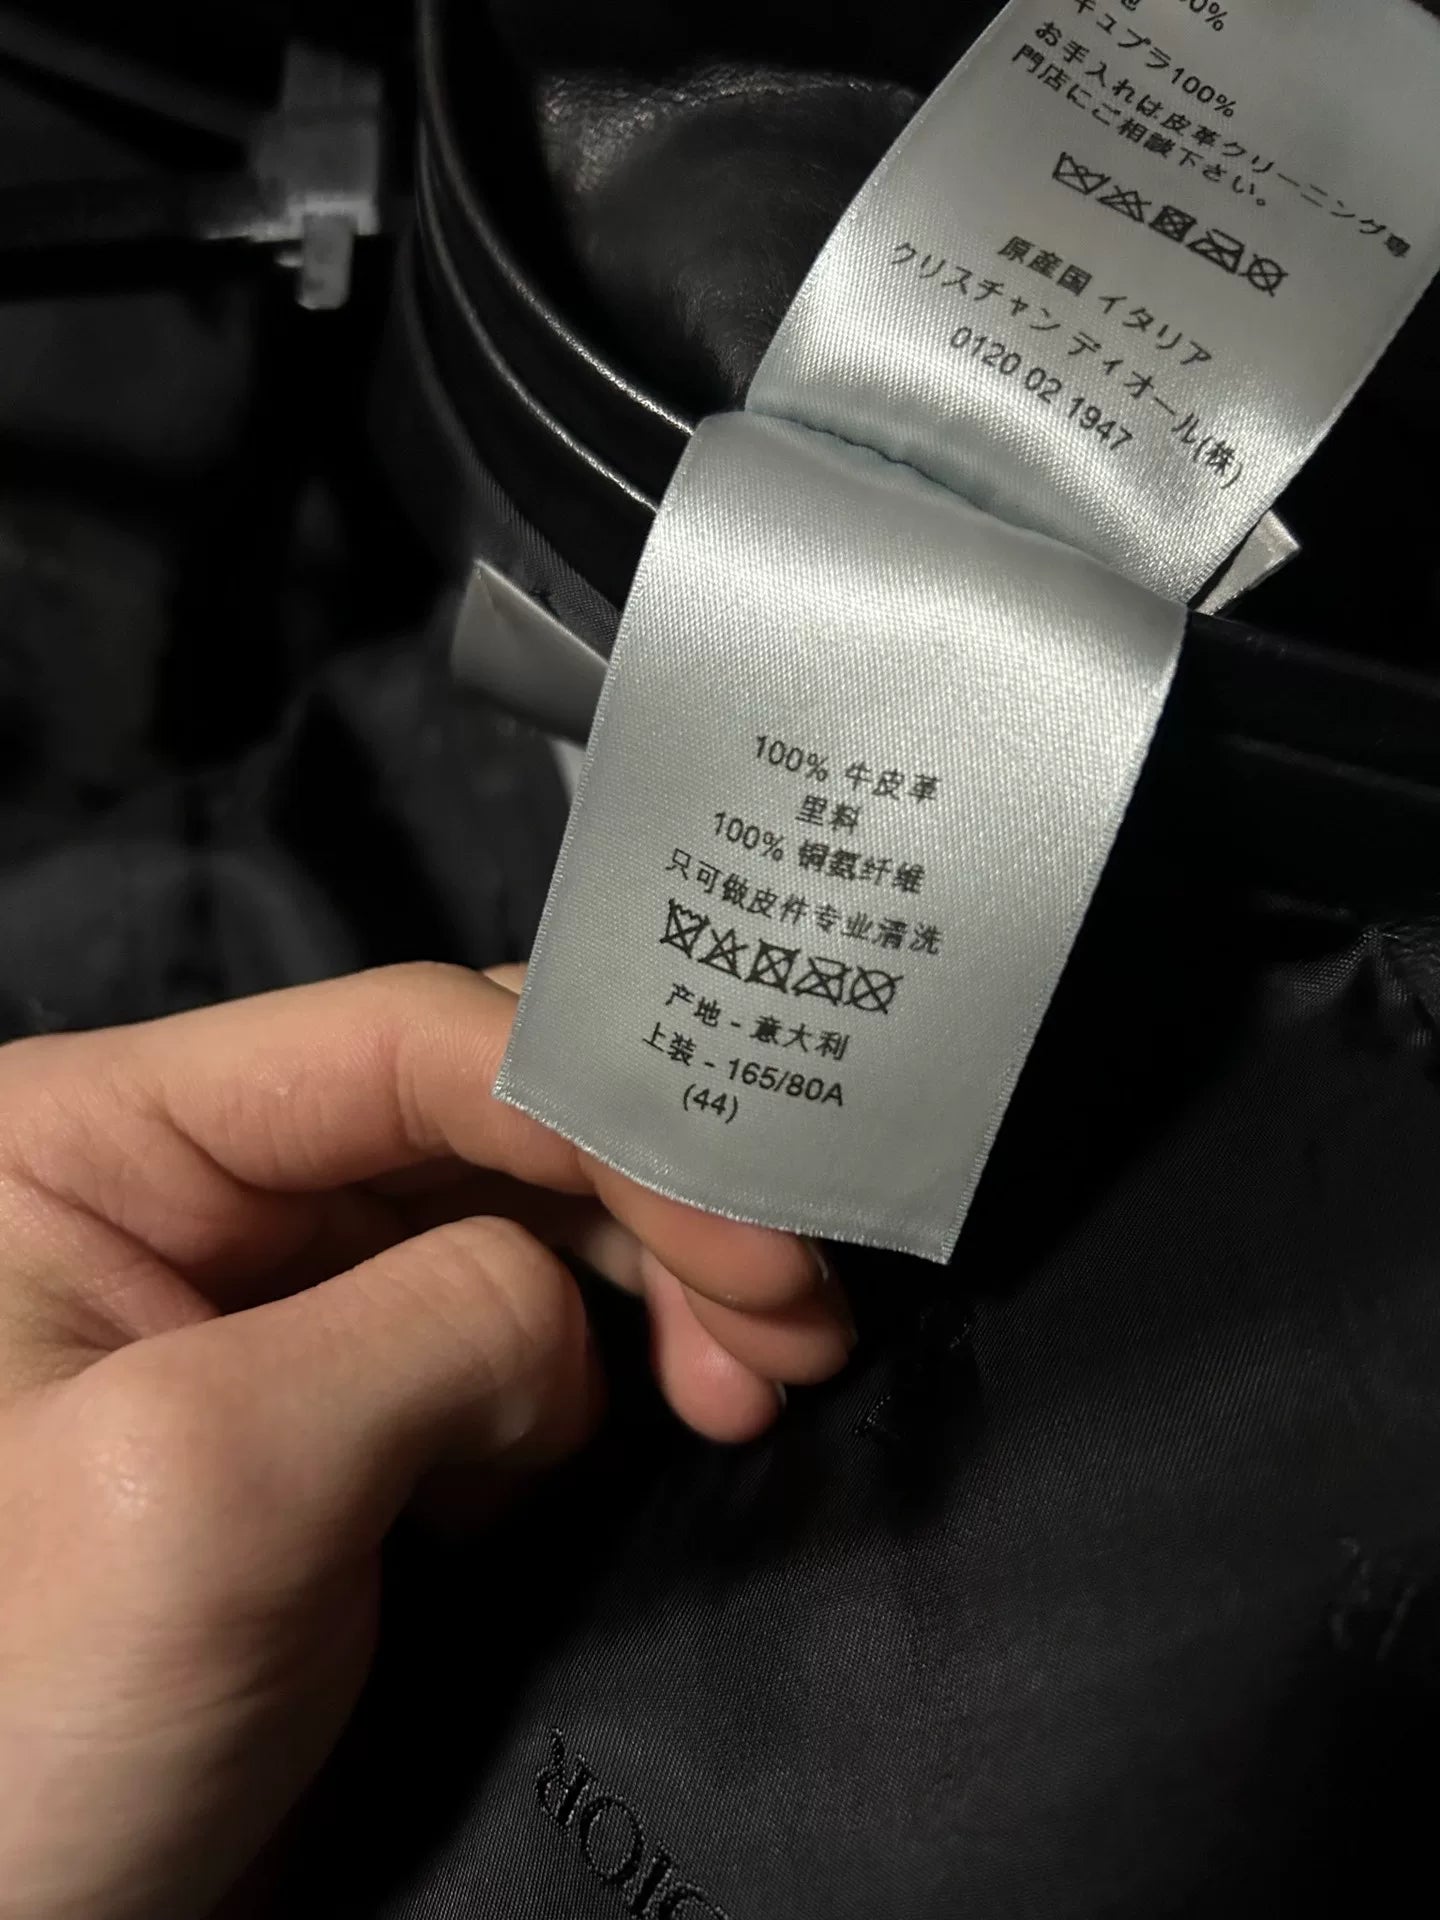 キュプラ100%
お手入れは皮革クリーニング専
門店にご相談下さい。
原産国 イタリア
クリスチャン ディオール(株)
0120 02 1947
100% 牛皮革
里料
100% 铜氨纤维
只可做皮件专业清洗
产地 - 意大利
上装 - 165/80A
(44)
DIOR